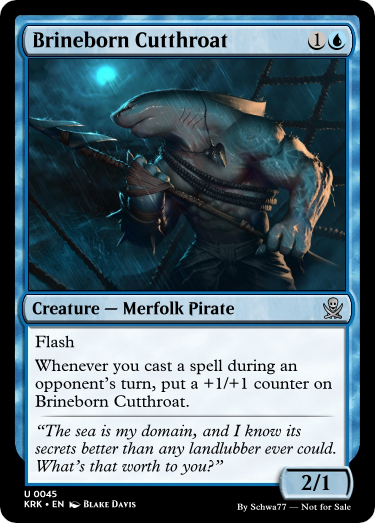 Brineborn Cutthroat 1
Creature — Merfolk Pirate
Flash
Whenever you cast a spell during an
opponent's turn, put a +1/+1 counter on
Brineborn Cutthroat.
“The sea is my domain, and I know its
secrets better than any landlubber ever could.
What's that worth to you?”
2/1
U 0045
KRK • EN Blake Davis
By Schwa77 — Not for Sale